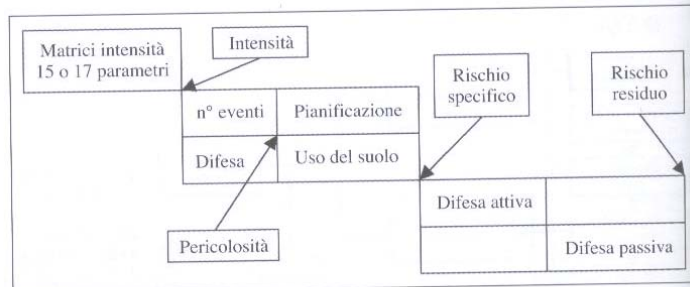 Matrici intensità
15 o 17 parametri
Intensità
Rischio
specifico
Rischio
residuo
n° eventi
Pianificazione
Difesa
Uso del suolo
Pericolosità
Difesa attiva
Difesa passiva